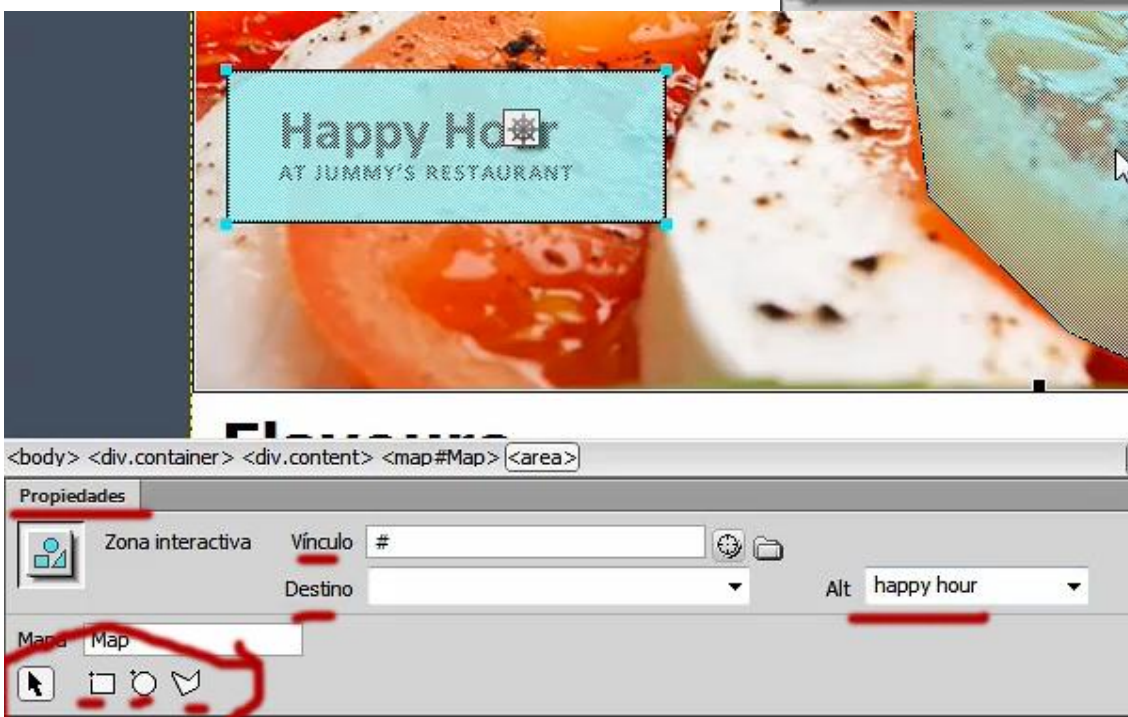 Happy Hour
AT JUMMY'S RESTAURANT
Flavours
<body> <div.container> <div.content> <map#Map> <area>
Propiedades
Zona interactiva Vínculo #
Destino Alt happy hour
Mapa Map